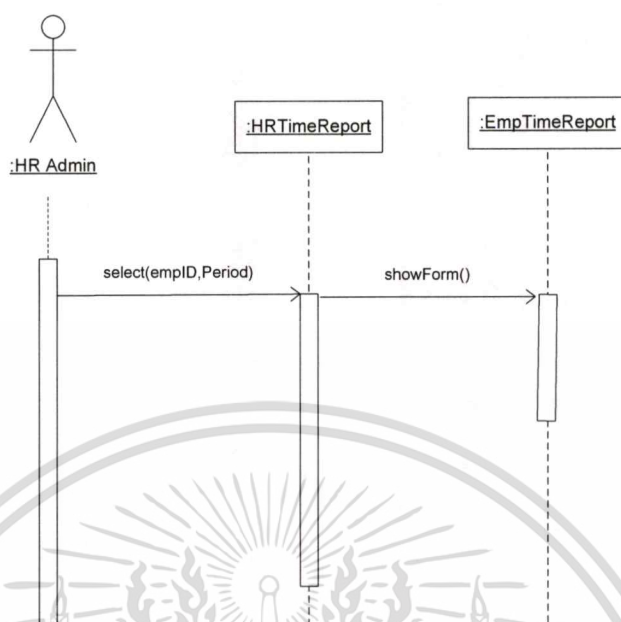 :HRTimeReport
:EmpTimeReport
:HR Admin
select(empID,Period)
showForm()